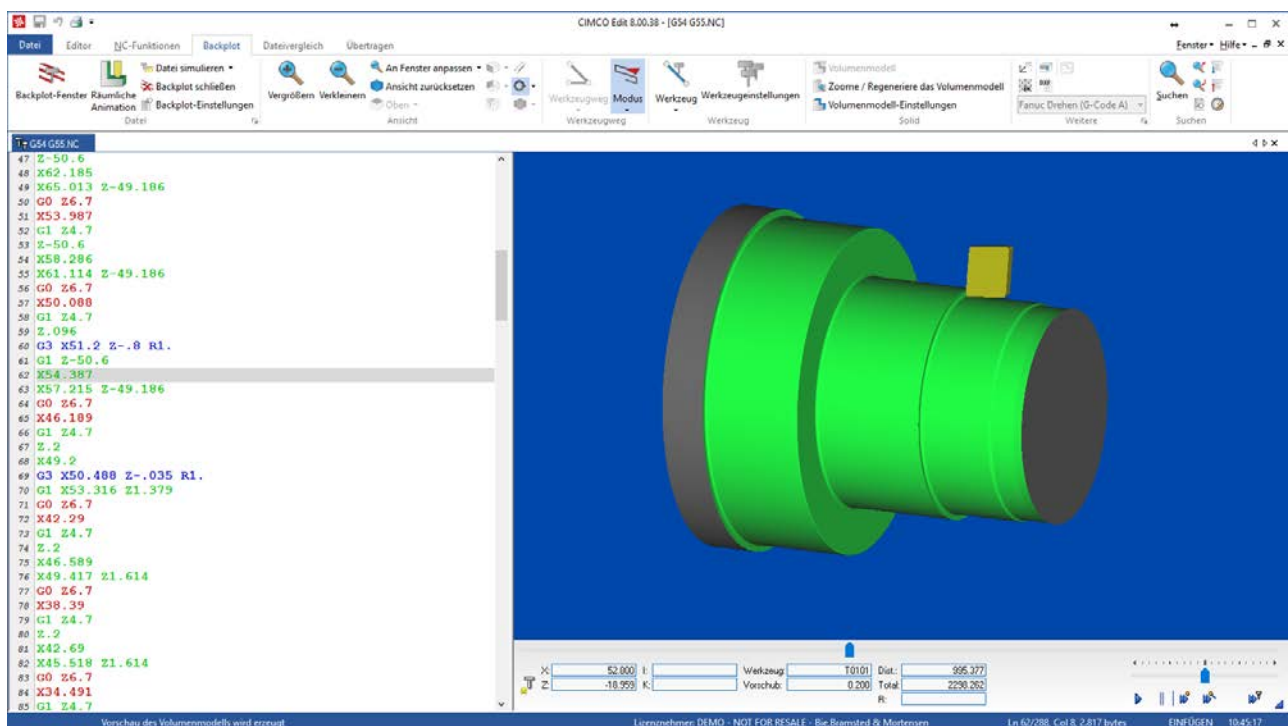 CIMCO Edit 8.00.38 - [G54 G55.NC]
Datei Editor NC-Funktionen Backplot Dateivergleich Übertragen Fenster Hilfe
Backplot-Fenster
Räumliche Animation
Datei simulieren
Backplot schließen
Backplot-Einstellungen
Datei
Vergrößern
Verkleinern
An Fenster anpassen
Ansicht zurücksetzen
Oben
Ansicht
Werkzeugweg
Modus
Werkzeugweg
Werkzeug
Werkzeugeinstellungen
Werkzeug
Volumenmodell
Zoome / Regeneriere das Volumenmodell
Volumenmodell-Einstellungen
Solid
Fanuc Drehen (G-Code A)
Weitere
Suchen
Suchen
G54 G55.NC
47 Z-50.6
48 X62.185
49 X65.013 Z-49.186
50 G0 Z6.7
51 X53.987
52 G1 Z4.7
53 Z-50.6
54 X58.286
55 X61.114 Z-49.186
56 G0 Z6.7
57 X50.088
58 G1 Z4.7
59 Z.096
60 G3 X51.2 Z-.8 R1.
61 G1 Z-50.6
62 X54.387
63 X57.215 Z-49.186
64 G0 Z6.7
65 X46.189
66 G1 Z4.7
67 Z.2
68 X49.2
69 G3 X50.488 Z-.035 R1.
70 G1 X53.316 Z1.379
71 G0 Z6.7
72 X42.29
73 G1 Z4.7
74 Z.2
75 X46.589
76 X49.417 Z1.614
77 G0 Z6.7
78 X38.39
79 G1 Z4.7
80 Z.2
81 X42.69
82 X45.518 Z1.614
83 G0 Z6.7
84 X34.491
85 G1 Z4.7
X: 52.000 I: Werkzeug: T0101 Dist.: 995.377
Z: -18.959 K: Vorschub: 0.200 Total: 2298.262
R:
Vorschau des Volumenmodells wird erzeugt Lizenznehmer: DEMO - NOT FOR RESALE - Bie Bramsted & Mortensen Ln 62/288, Col 8, 2.817 bytes EINFÜGEN 10:45:17